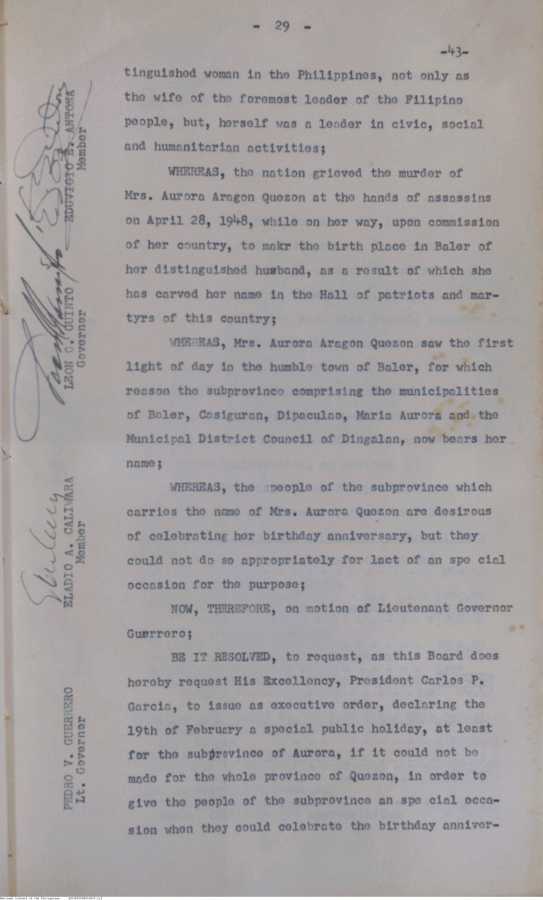 - 29 -
-43-
tinguished woman in the Philippines, not only as
the wife of the foremost leader of the Filipino
people, but, herself was a leader in civic, social
and humanitarian activities;
WHEREAS, the nation grieved the murder of
Mrs. Aurora Aragon Quezon at the hands of assassins
on April 28, 1948, while on her way, upon commission
of her country, to makr the birth place in Baler of
her distinguished husband, as a result of which she
has carved her name in the Hall of patriots and mar-
tyrs of this country;
WHEREAS, Mrs. Aurora Aragon Quezon saw the first
light of day in the humble town of Baler, for which
reason the subprovince comprising the municipalities
of Baler, Casiguran, Dipaculao, Maria Aurora and the
Municipal District Council of Dingalan, now bears her
name;
WHEREAS, the people of the subprovince which
carries the name of Mrs. Aurora Quezon are desirous
of celebrating her birthday anniversary, but they
could not do so appropriately for lact of an spe cial
occasion for the purpose;
NOW, THEREFORE, on motion of Lieutenant Governor
Guerrero;
BE IT RESOLVED, to request, as this Board does
hereby request His Excellency, President Carlos P.
Garcia, to issue as executive order, declaring the
19th of February a special public holiday, at least
for the subprovince of Aurora, if it could not be
made for the whole province of Quezon, in order to
give the people of the subprovince an spe cial occa-
sion when they could celebrate the birthday anniver-
EDUVIGIO E. ANTONA
Member
LEON C. QUINTO
Governor
ELADIO A. CALIWARA
Member
PEDRO V. GUERRERO
Lt. Governor